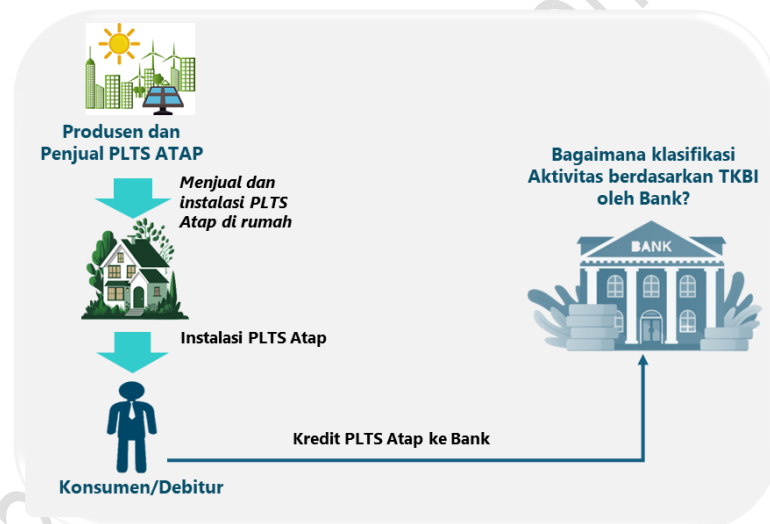 Produsen dan
Penjual PLTS ATAP
Menjual dan
instalasi PLTS
Atap di rumah
Instalasi PLTS Atap
Konsumen/Debitur
Kredit PLTS Atap ke Bank
Bagaimana klasifikasi
Aktivitas berdasarkan TKBI
oleh Bank?
BANK